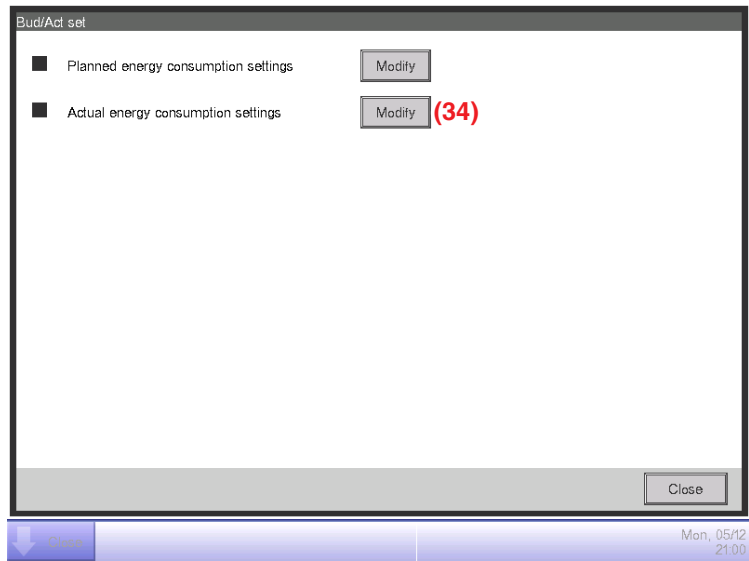 Bud/Act set
Planned energy consumption settings Modify
Actual energy consumption settings Modify (34)
Close
Mon, 05/12
21:00